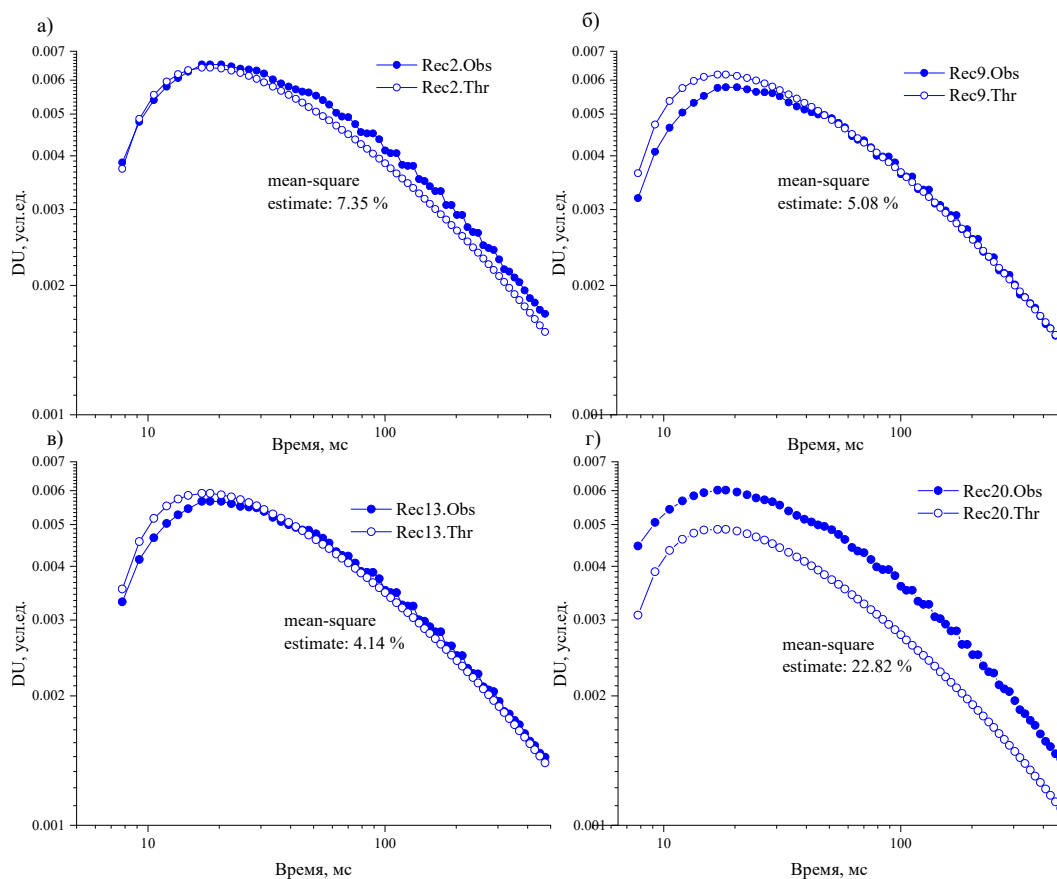 а)
0.007
0.006
0.005
0.004
0.003
0.002
0.001
DU, усл.ед.
Rec2.Obs
Rec2.Thr
mean-square
estimate: 7.35 %
10
100
Время, мс
б)
0.007
0.006
0.005
0.004
0.003
0.002
0.001
DU, усл.ед.
Rec9.Obs
Rec9.Thr
mean-square
estimate: 5.08 %
10
100
Время, мс
в)
0.007
0.006
0.005
0.004
0.003
0.002
0.001
DU, усл.ед.
Rec13.Obs
Rec13.Thr
mean-square
estimate: 4.14 %
10
100
Время, мс
г)
0.007
0.006
0.005
0.004
0.003
0.002
0.001
DU, усл.ед.
Rec20.Obs
Rec20.Thr
mean-square
estimate: 22.82 %
10
100
Время, мс